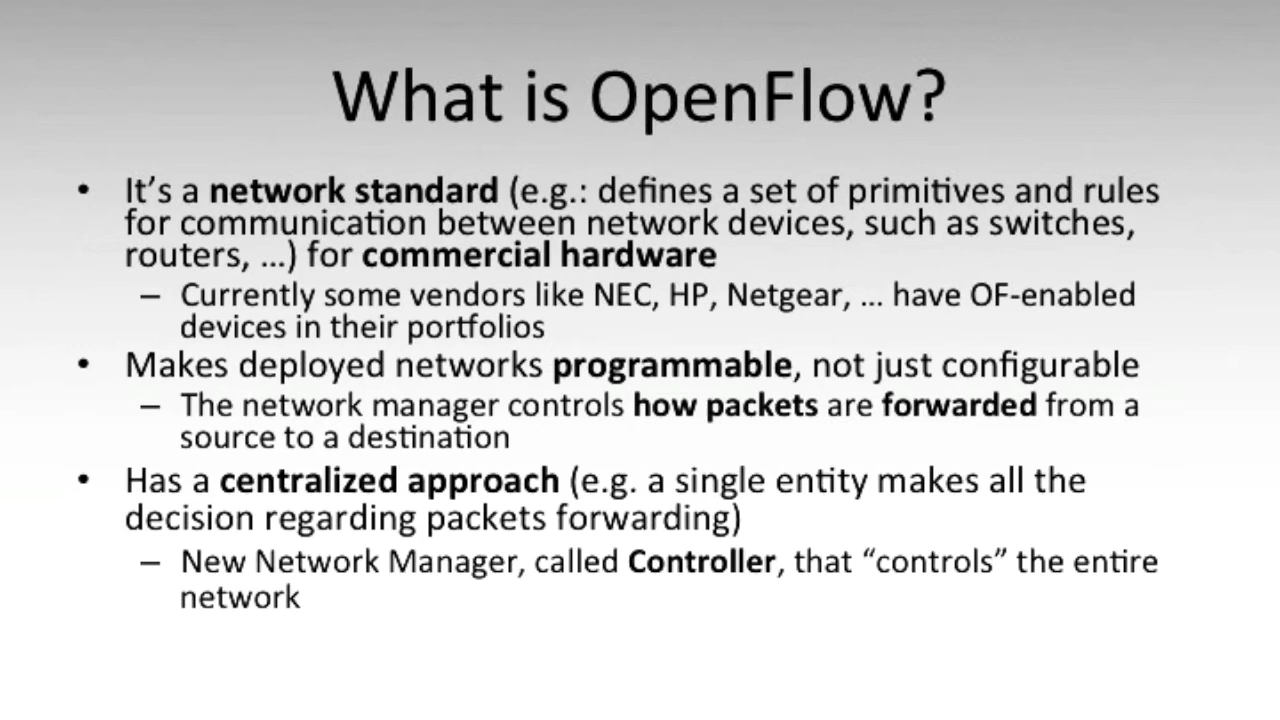 What is OpenFlow?
• It's a network standard (e.g.: defines a set of primitives and rules
for communication between network devices, such as switches,
routers, ...) for commercial hardware
– Currently some vendors like NEC, HP, Netgear, ... have OF-enabled
devices in their portfolios
• Makes deployed networks programmable, not just configurable
– The network manager controls how packets are forwarded from a
source to a destination
• Has a centralized approach (e.g. a single entity makes all the
decision regarding packets forwarding)
– New Network Manager, called Controller, that “controls” the entire
network